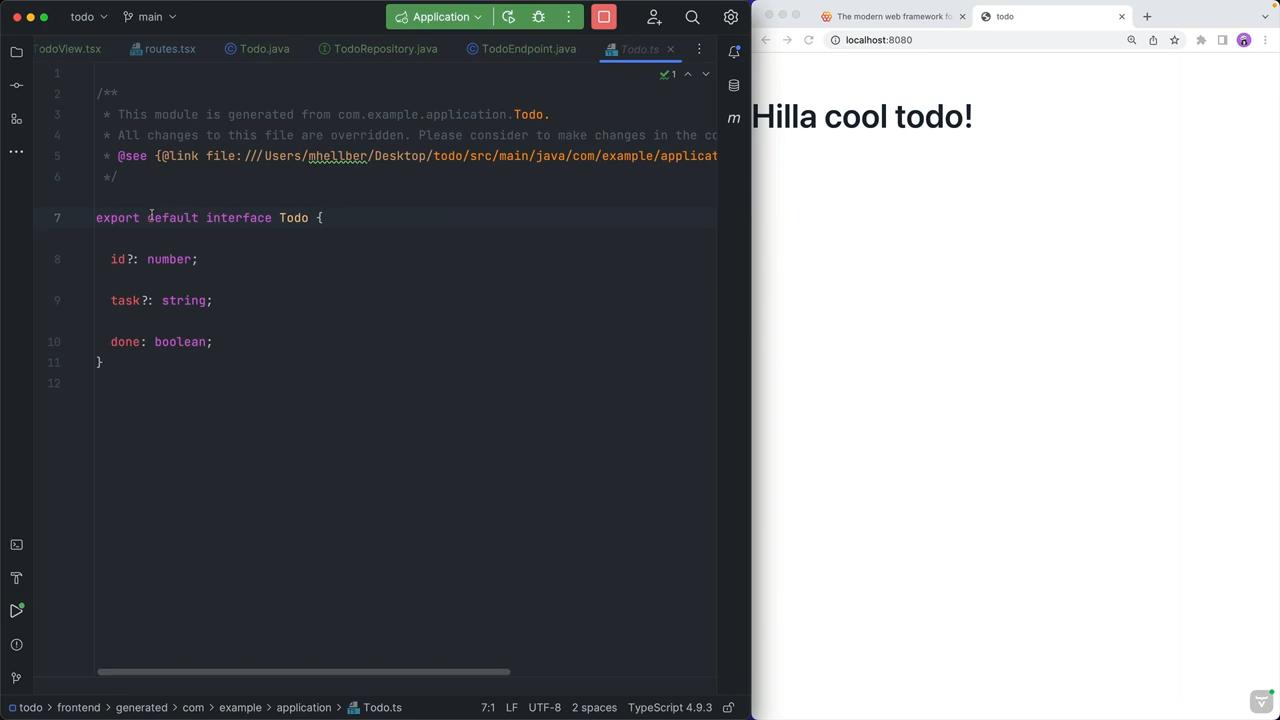 todo
main
Application
TodoView.tsx
routes.tsx
Todo.java
TodoRepository.java
TodoEndpoint.java
Todo.ts
1
1
2 /**
3 * This module is generated from com.example.application.Todo.
4 * All changes to this file are overridden. Please consider to make changes in the co
5 * @see {@link file:///Users/mhellber/Desktop/todo/src/main/java/com/example/applicat
6 */
7 export default interface Todo {
8 id?: number;
9 task?: string;
10 done: boolean;
11 }
12
todo > frontend > generated > com > example > application > Todo.ts
7:1 LF UTF-8 2 spaces TypeScript 4.9.3
The modern web framework fo
todo
localhost:8080
Hilla cool todo!